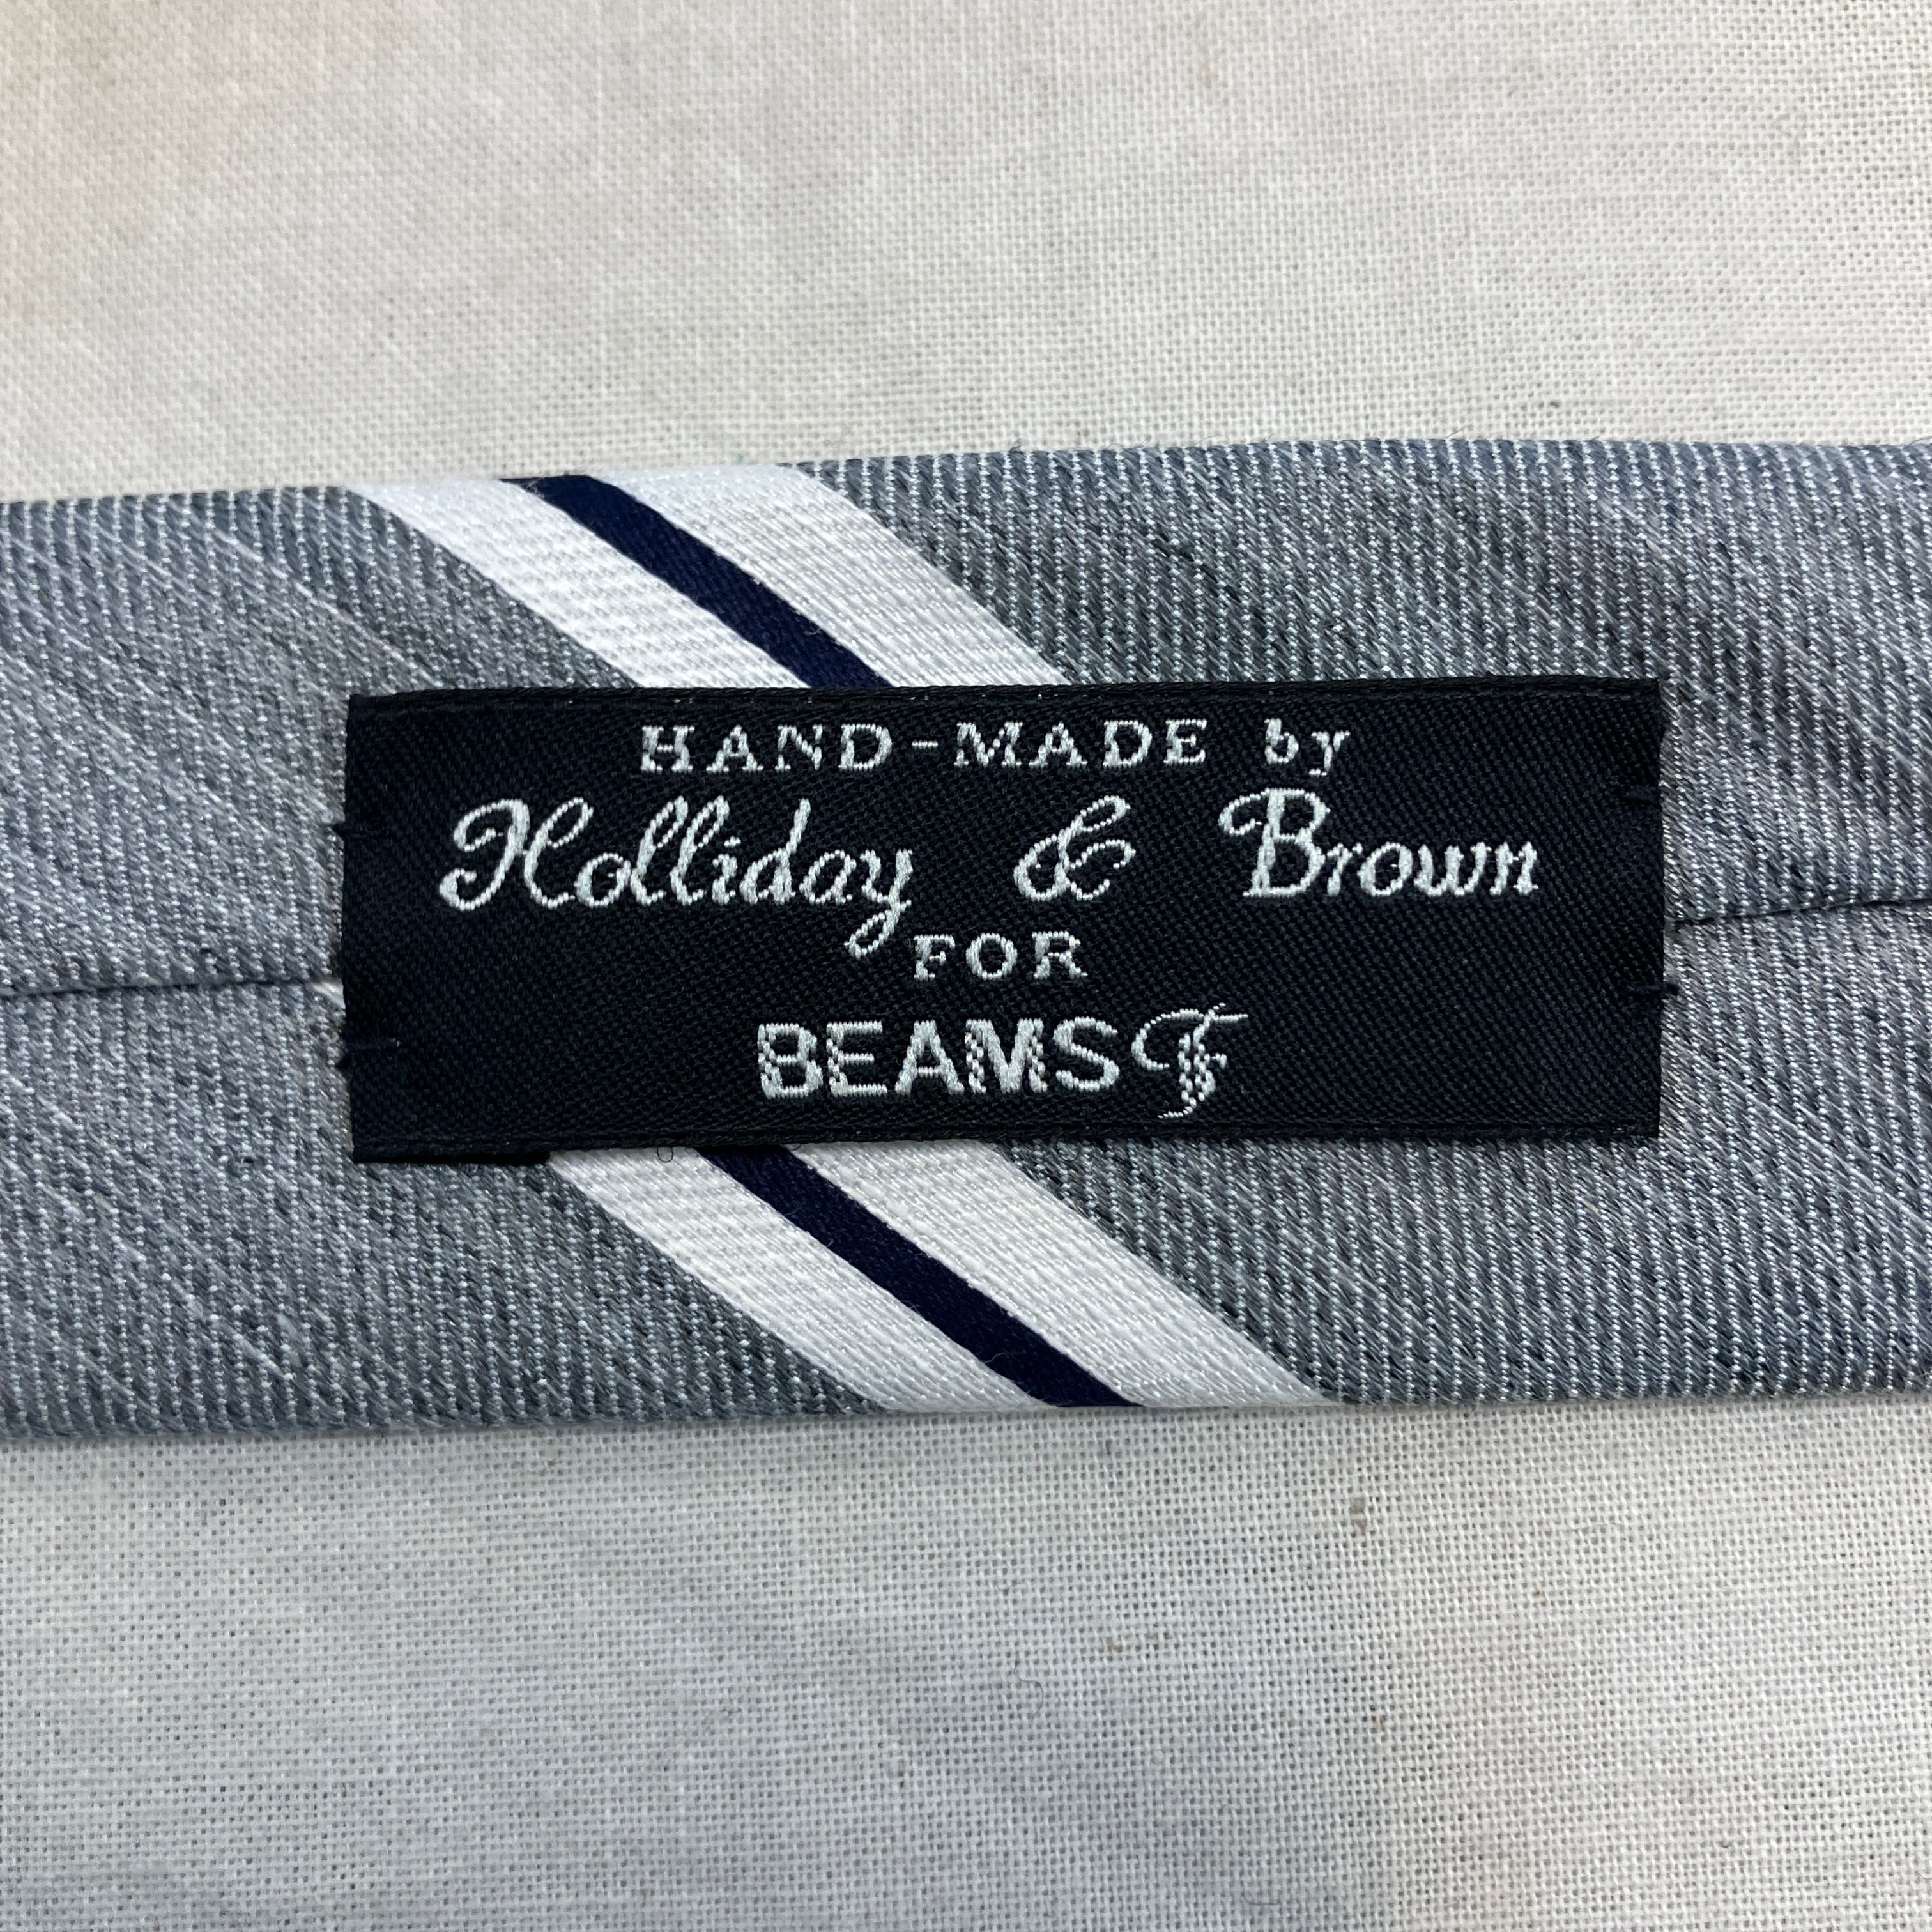 HAND-MADE by
Holliday & Brown
FOR
BEAMS F